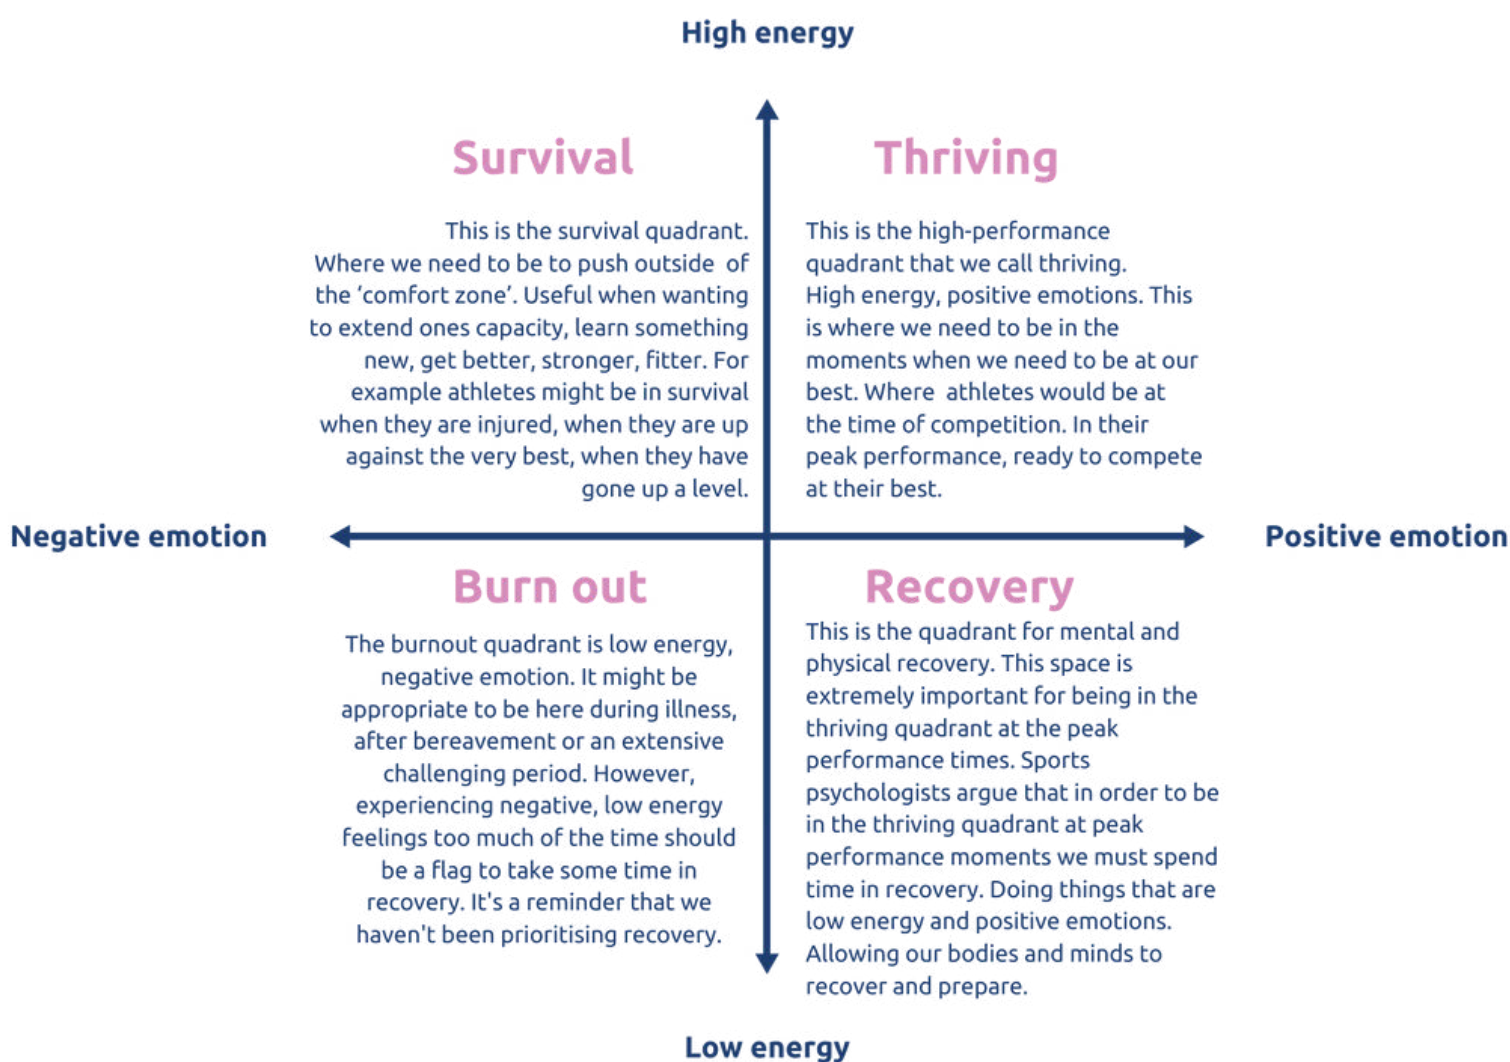 High energy
Survival
This is the survival quadrant.
Where we need to be to push outside of
the ‘comfort zone’. Useful when wanting
to extend ones capacity, learn something
new, get better, stronger, fitter. For
example athletes might be in survival
when they are injured, when they are up
against the very best, when they have
gone up a level.
Thriving
This is the high-performance
quadrant that we call thriving.
High energy, positive emotions. This
is where we need to be in the
moments when we need to be at our
best. Where athletes would be at
the time of competition. In their
peak performance, ready to compete
at their best.
Negative emotion
Positive emotion
Burn out
The burnout quadrant is low energy,
negative emotion. It might be
appropriate to be here during illness,
after bereavement or an extensive
challenging period. However,
experiencing negative, low energy
feelings too much of the time should
be a flag to take some time in
recovery. It's a reminder that we
haven't been prioritising recovery.
Recovery
This is the quadrant for mental and
physical recovery. This space is
extremely important for being in the
thriving quadrant at the peak
performance times. Sports
psychologists argue that in order to be
in the thriving quadrant at peak
performance moments we must spend
time in recovery. Doing things that are
low energy and positive emotions.
Allowing our bodies and minds to
recover and prepare.
Low energy